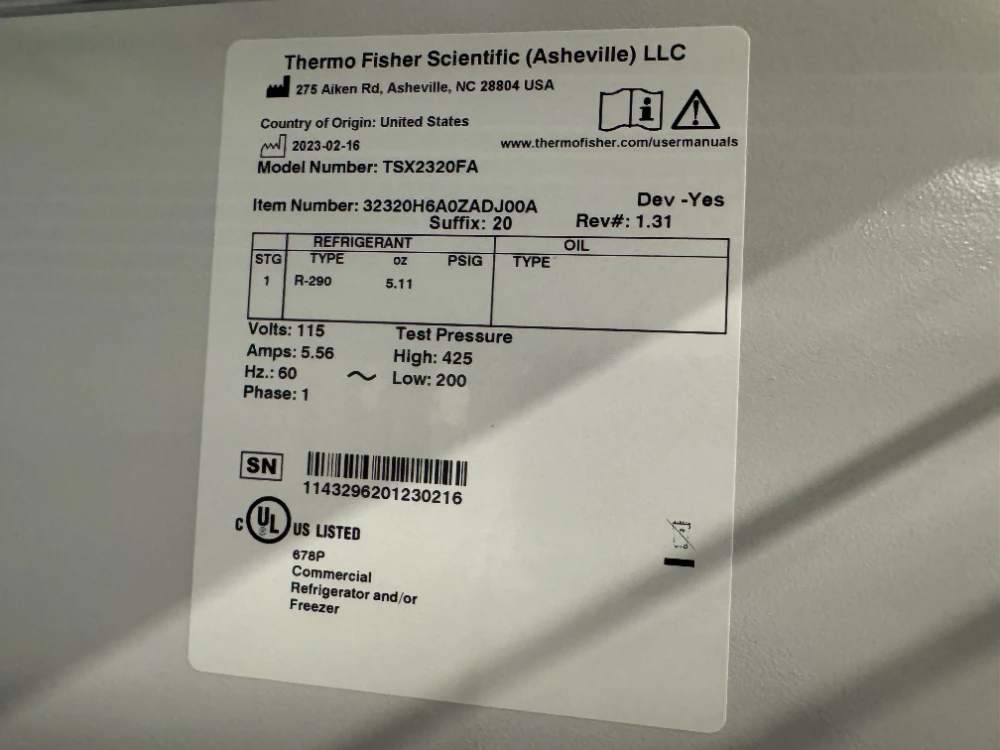 Thermo Fisher Scientific (Asheville) LLC
275 Aiken Rd, Asheville, NC 28804 USA
Country of Origin: United States
2023-02-16
www.thermofisher.com/usermanuals
Model Number: TSX2320FA
Item Number: 32320H6A0ZADJ00A
Dev -Yes
Suffix: 20
Rev#: 1.31
REFRIGERANT OIL
STG TYPE oz PSIG TYPE
1 R-290 5.11
Volts: 115
Test Pressure
Amps: 5.56
High: 425
Hz.: 60 ~
Low: 200
Phase: 1
SN
1143296201230216
C UL ® US LISTED
678P
Commercial
Refrigerator and/or
Freezer